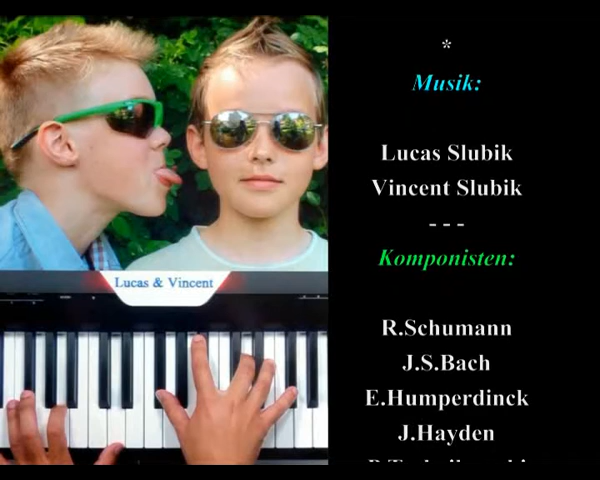 Lucas & Vincent
*
Musik:
Lucas Slubik
Vincent Slubik
- - -
Komponisten:
R.Schumann
J.S.Bach
E.Humperdinck
J.Hayden